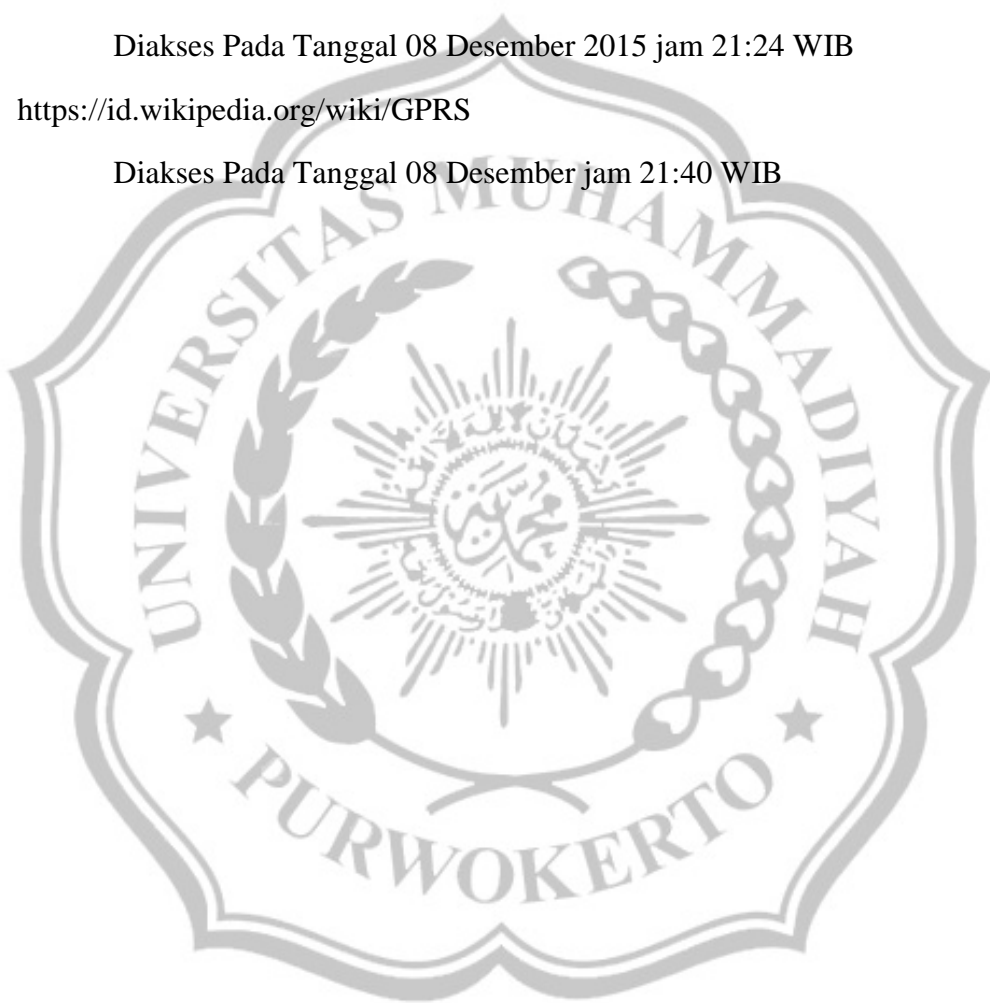 Diakses Pada Tanggal 08 Desember 2015 jam 21:24 WIB
https://id.wikipedia.org/wiki/GPRS
Diakses Pada Tanggal 08 Desember jam 21:40 WIB
UNIVERSITAS MUHAMMADIYAH
PURWOKERTO
محمد